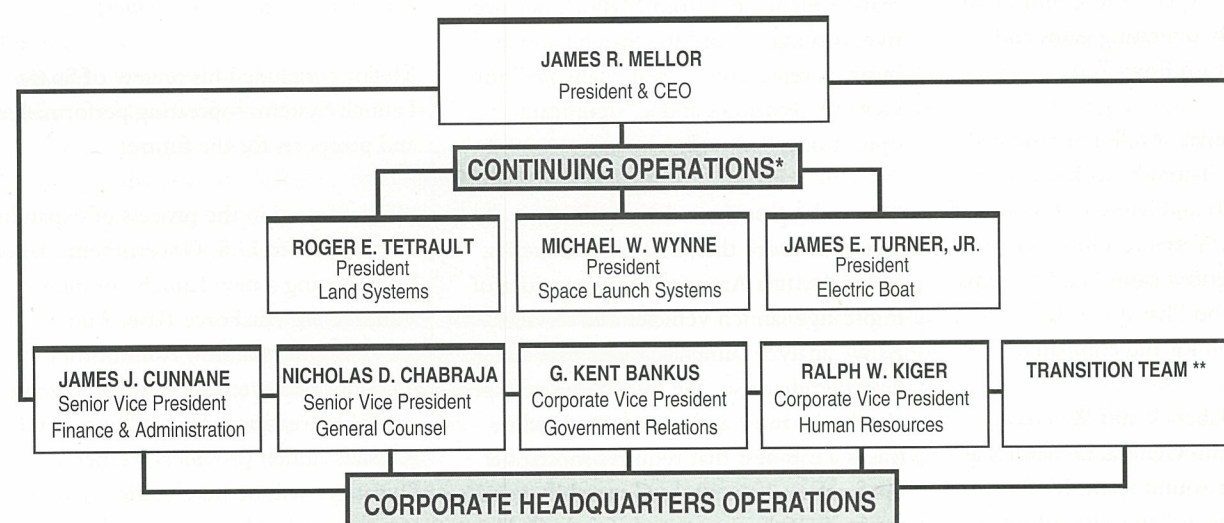 JAMES R. MELLOR
President & CEO
CONTINUING OPERATIONS*
ROGER E. TETRAULT
President
Land Systems
MICHAEL W. WYNNE
President
Space Launch Systems
JAMES E. TURNER, JR.
President
Electric Boat
JAMES J. CUNNANE
Senior Vice President
Finance & Administration
NICHOLAS D. CHABRAJA
Senior Vice President
General Counsel
G. KENT BANKUS
Corporate Vice President
Government Relations
RALPH W. KIGER
Corporate Vice President
Human Resources
TRANSITION TEAM **
CORPORATE HEADQUARTERS OPERATIONS